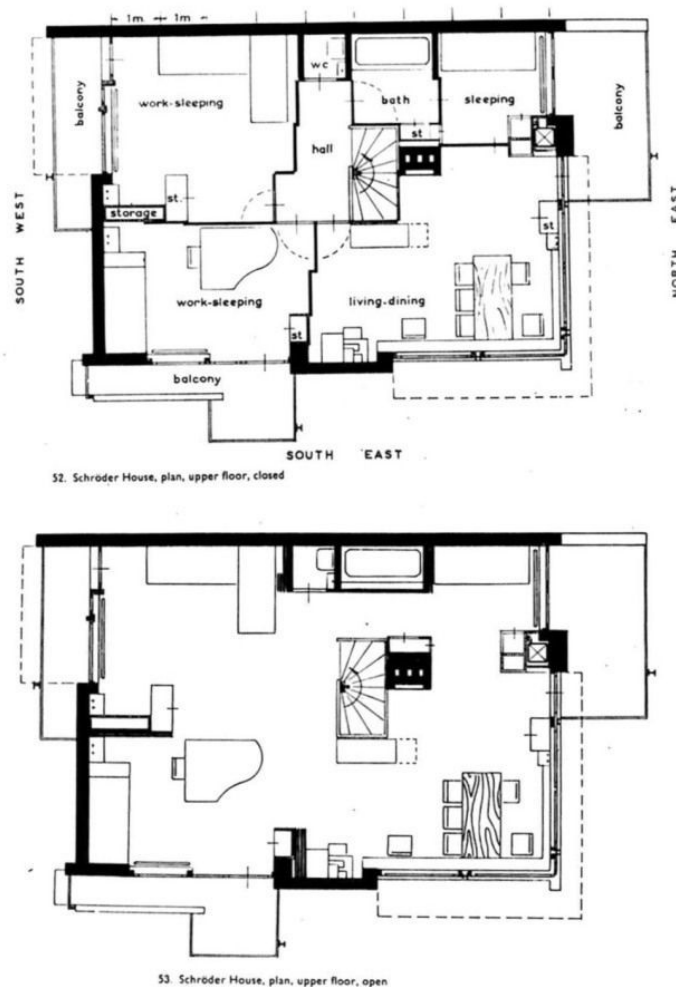 1m 1m
wc
balcony
work-sleeping
bath
sleeping
balcony
st
hall
st.
storage
st
SOUTH WEST
NORTH EAST
work-sleeping
living-dining
st
balcony
SOUTH EAST
52. Schröder House, plan, upper floor, closed
53. Schröder House, plan, upper floor, open